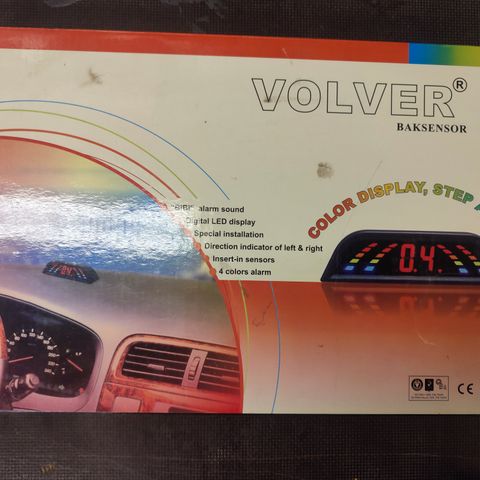 VOLVER®
BAKSENSOR
"BIBI" alarm sound
Digital LED display
Special installation
Direction indicator of left & right
Insert-in sensors
4 colors alarm
COLOR DISPLAY, STEP A
0.4.
CE